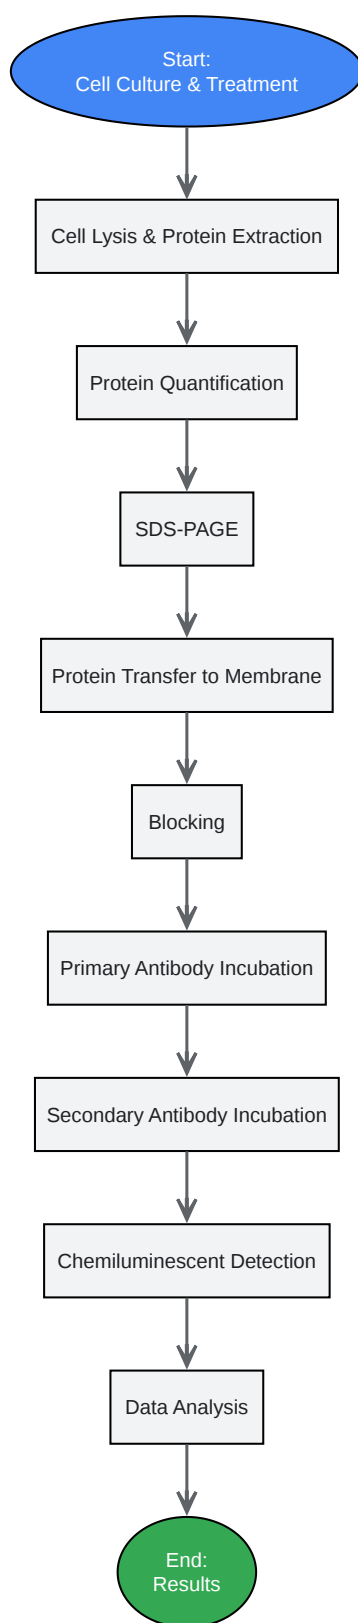 Start:
Cell Culture & Treatment
Cell Lysis & Protein Extraction
Protein Quantification
SDS-PAGE
Protein Transfer to Membrane
Blocking
Primary Antibody Incubation
Secondary Antibody Incubation
Chemiluminescent Detection
Data Analysis
End:
Results